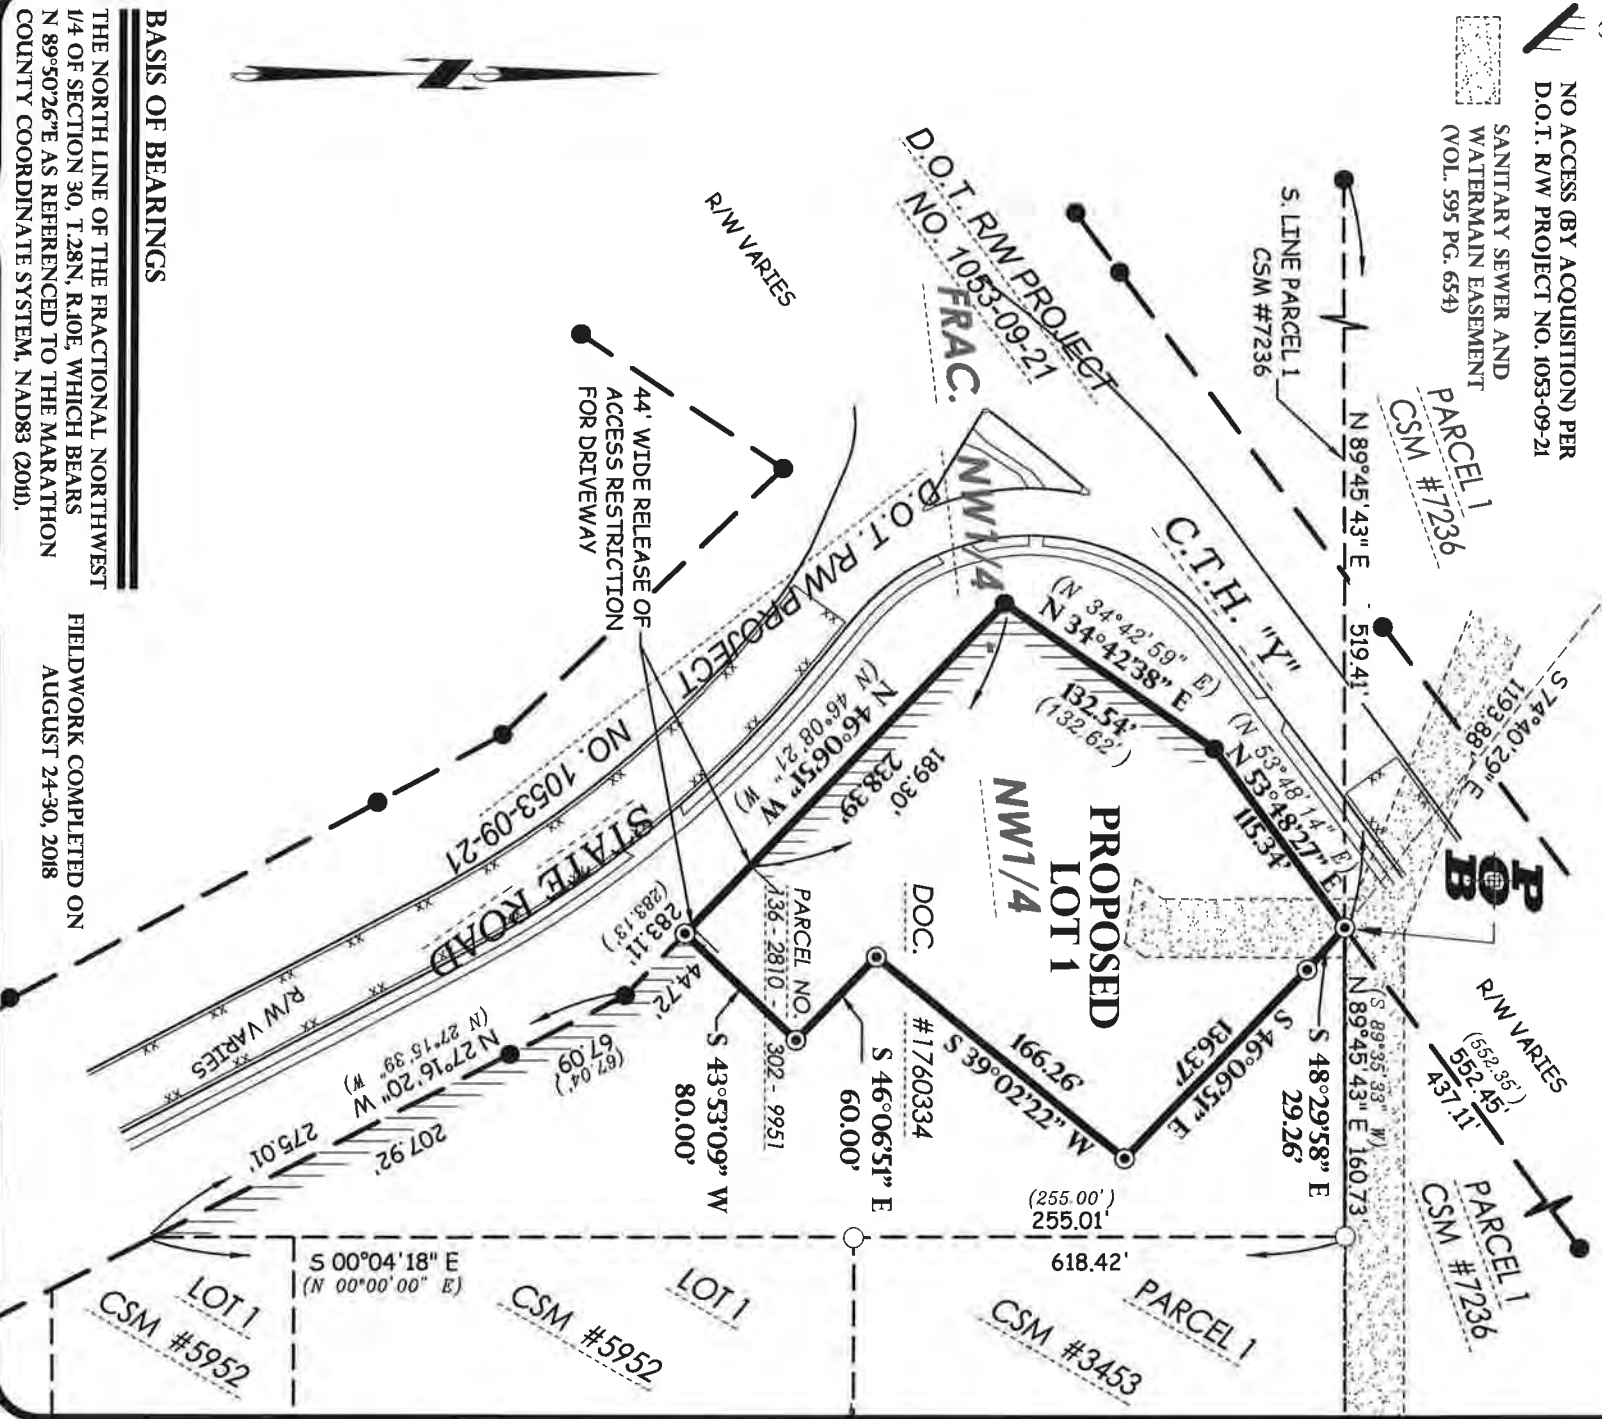 NO ACCESS (BY ACQUISITION) PER
D.O.T. R/W PROJECT NO. 1053-09-21
SANITARY SEWER AND
WATERMAIN EASEMENT
(VOL. 595 PG. 654)
PARCEL 1
CSM #7236
S. LINE PARCEL 1
CSM #7236
N 89°45'43" E - 519.41'
S 74°40'29" E
1193.88'
POB
R/W VARIES
(552.35')
552.45'
437.11'
PARCEL 1
CSM #7236
(S 89°35'33" W)
N 89°45'43" E 160.73'
S 48°29'58" E
29.26'
S 46°06'51" E
136.37'
S 39°02'22" W
166.26'
S 46°06'51" E
60.00'
S 43°53'09" W
80.00'
D.O.T. R/W PROJECT
NO. 1053-09-21
C.T.H. "Y"
FRAC. NW1/4
NW1/4
(N 34°42'59" E)
N 34°42'38" E
132.54'
(132.62')
(N 53°48'14" E)
N 53°48'27" E
115.34'
PROPOSED
LOT 1
DOC. #1760334
PARCEL NO.
136 - 2810 - 302 - 9951
(N 46°08'21" W)
N 46°06'51" W
238.39'
189.30'
(283.13')
283.11'
44.72'
(67.04')
67.09
(N 27°15'39" W)
N 27°16'20" W
207.92'
275.01'
R/W VARIES
44' WIDE RELEASE OF
ACCESS RESTRICTION
FOR DRIVEWAY
D.O.T. R/W PROJECT
NO. 1053-09-21
STATE ROAD
R/W VARIES
(255.00')
255.01'
618.42'
S 00°04'18" E
(N 00°00'00" E)
PARCEL 1
CSM #3453
LOT 1
CSM #5952
LOT 1
CSM #5952
BASIS OF BEARINGS
THE NORTH LINE OF THE FRACTIONAL NORTHWEST
1/4 OF SECTION 30, T.28N, R.10E, WHICH BEARS
N 89°50'26"E AS REFERENCED TO THE MARATHON
COUNTY COORDINATE SYSTEM, NAD83 (2011).
FIELDWORK COMPLETED ON
AUGUST 24-30, 2018